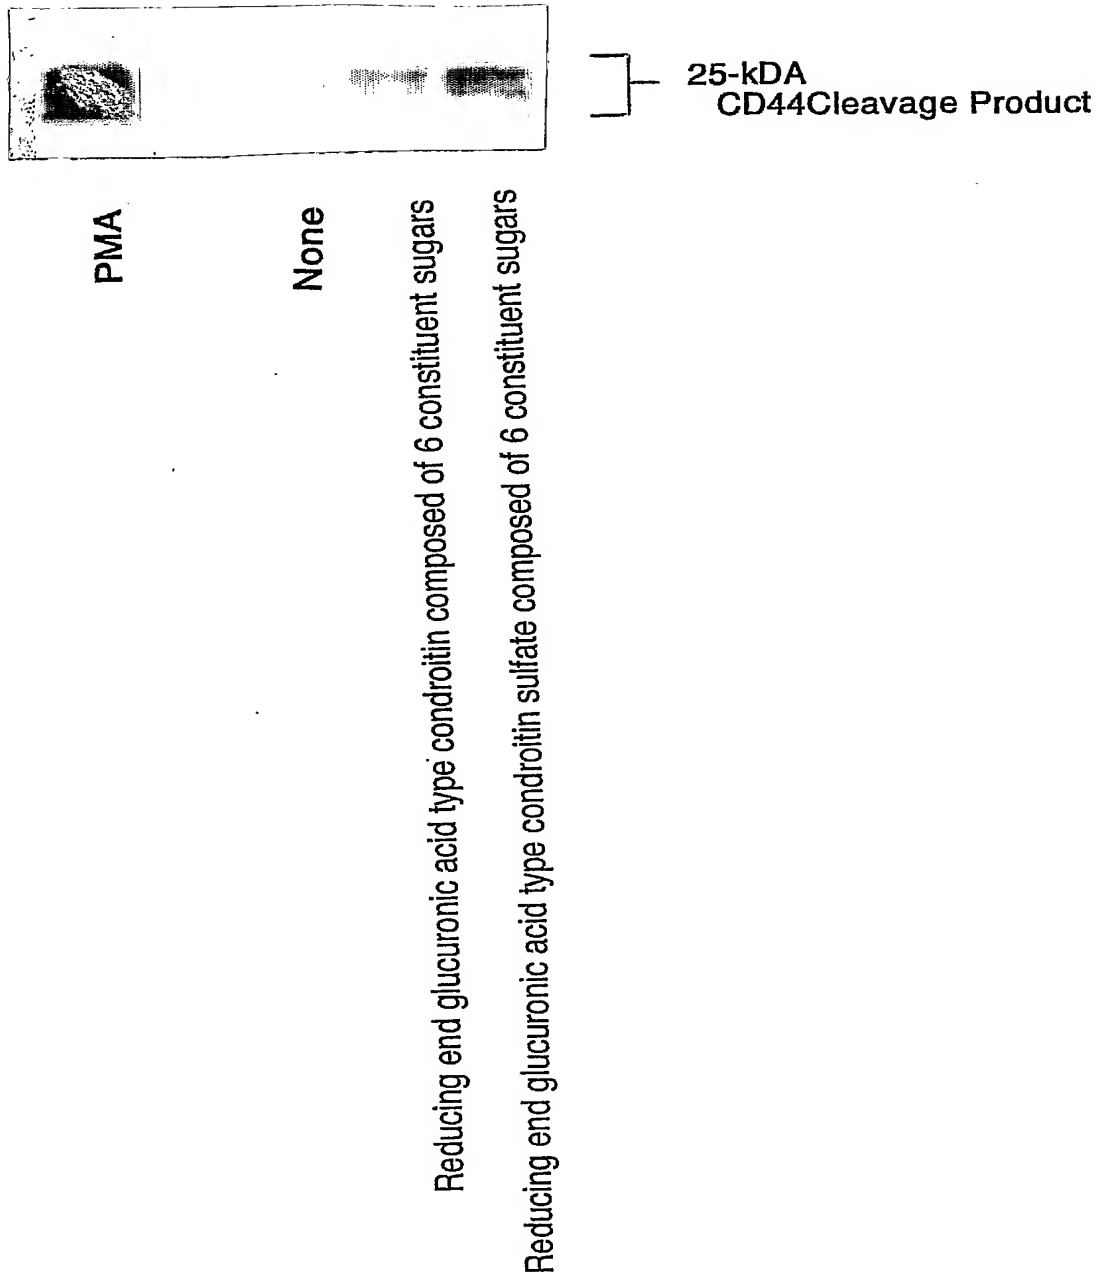 25-kDA
CD44Cleavage Product
PMA
None
Reducing end glucuronic acid type condroitin composed of 6 constituent sugars
Reducing end glucuronic acid type condroitin sulfate composed of 6 constituent sugars